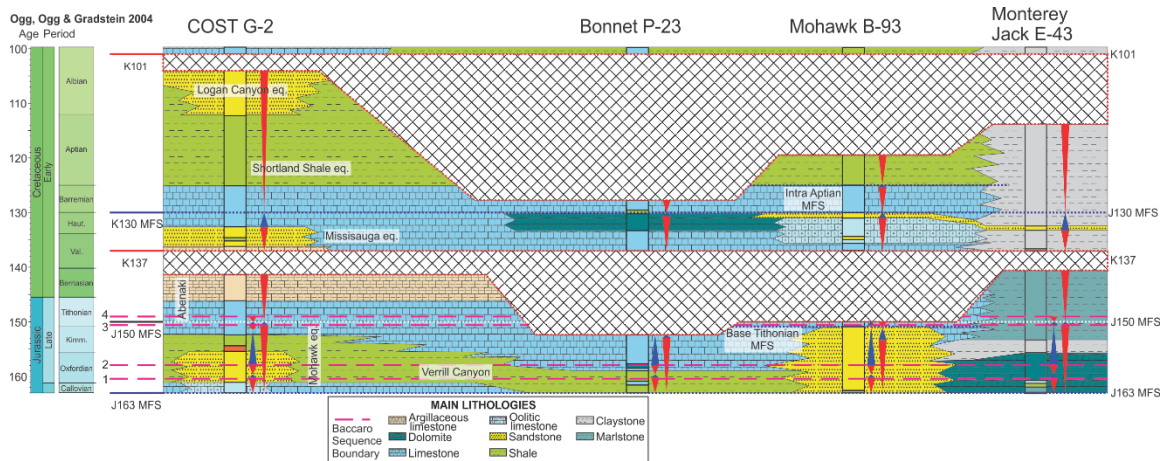 Ogg, Ogg & Gradstein 2004
Age Period
COST G-2
Bonnet P-23
Mohawk B-93
Monterey
Jack E-43
100
110
120
130
140
150
160
Cretaceous
Early
Jurassic
Late
Albian
Aptian
Barremian
Haut.
Val.
Bernasian
Tithonian
Kimm.
Oxfordian
Callovian
K101
K130 MFS
K137
4
3
2
1
J163 MFS
Logan Canyon eq.
Shortland Shale eq.
Missisauga eq.
Abenaki
Mohawk eq.
Verrill Canyon
Intra Aptian
MFS
Base Tithonian
MFS
K101
J130 MFS
K137
J150 MFS
J163 MFS
MAIN LITHOLOGIES
Baccaro
Sequence
Boundary
Argillaceous
limestone
Dolomite
Limestone
Oolitic
limestone
Sandstone
Shale
Claystone
Marlstone